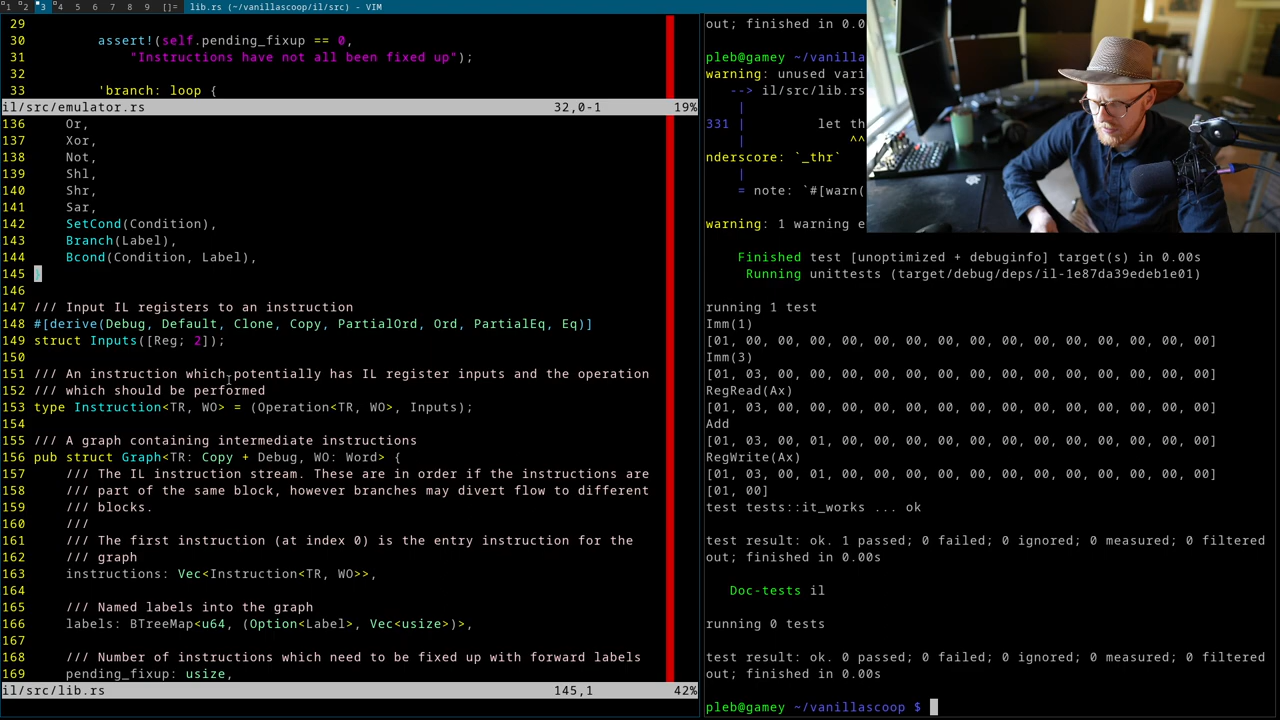 1 2 3 4 5 6 7 8 9 []= lib.rs (~/vanillascoop/il/src) - VIM
29
30 assert!(self.pending_fixup == 0,
31 "Instructions have not all been fixed up");
32
33 'branch: loop {
il/src/emulator.rs 32,0-1 19%
136 Or,
137 Xor,
138 Not,
139 Shl,
140 Shr,
141 Sar,
142 SetCond(Condition),
143 Branch(Label),
144 Bcond(Condition, Label),
145 }
146
147 /// Input IL registers to an instruction
148 #[derive(Debug, Default, Clone, Copy, PartialOrd, Ord, PartialEq, Eq)]
149 struct Inputs([Reg; 2]);
150
151 /// An instruction which potentially has IL register inputs and the operation
152 /// which should be performed
153 type Instruction<TR, WO> = (Operation<TR, WO>, Inputs);
154
155 /// A graph containing intermediate instructions
156 pub struct Graph<TR: Copy + Debug, WO: Word> {
157 /// The IL instruction stream. These are in order if the instructions are
158 /// part of the same block, however branches may divert flow to different
159 /// blocks.
160 ///
161 /// The first instruction (at index 0) is the entry instruction for the
162 /// graph
163 instructions: Vec<Instruction<TR, WO>>,
164
165 /// Named labels into the graph
166 labels: BTreeMap<u64, (Option<Label>, Vec<usize>)>,
167
168 /// Number of instructions which need to be fixed up with forward labels
169 pending_fixup: usize,
il/src/lib.rs 145,1 42%
out; finished in 0.0
pleb@gamey ~/vanilla
warning: unused vari
--> il/src/lib.rs
|
331 | let th
| ^^
nderscore: `_thr`
|
= note: `#[warn(
warning: 1 warning e
Finished test [unoptimized + debuginfo] target(s) in 0.00s
Running unittests (target/debug/deps/il-1e87da39edeb1e01)
running 1 test
Imm(1)
[01, 00, 00, 00, 00, 00, 00, 00, 00, 00, 00, 00, 00, 00, 00, 00]
Imm(3)
[01, 03, 00, 00, 00, 00, 00, 00, 00, 00, 00, 00, 00, 00, 00, 00]
RegRead(Ax)
[01, 03, 00, 00, 00, 00, 00, 00, 00, 00, 00, 00, 00, 00, 00, 00]
Add
[01, 03, 00, 01, 00, 00, 00, 00, 00, 00, 00, 00, 00, 00, 00, 00]
RegWrite(Ax)
[01, 03, 00, 01, 00, 00, 00, 00, 00, 00, 00, 00, 00, 00, 00, 00]
[01, 00]
test tests::it_works ... ok
test result: ok. 1 passed; 0 failed; 0 ignored; 0 measured; 0 filtered
out; finished in 0.00s
Doc-tests il
running 0 tests
test result: ok. 0 passed; 0 failed; 0 ignored; 0 measured; 0 filtered
out; finished in 0.00s
pleb@gamey ~/vanillascoop $